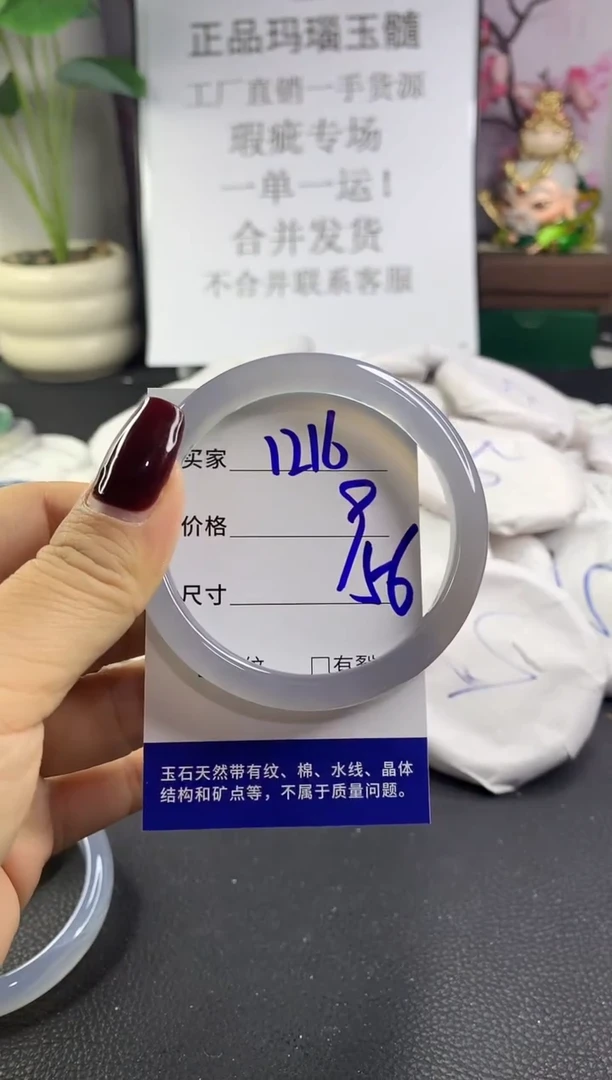 正品玛瑙玉髓
工厂直销一手货源
瑕疵专场
一单一运！
合并发货
不合并联系客服
买家 1216
价格 8
尺寸 56
纹 □有裂
玉石天然带有纹、棉、水线、晶体
结构和矿点等，不属于质量问题。